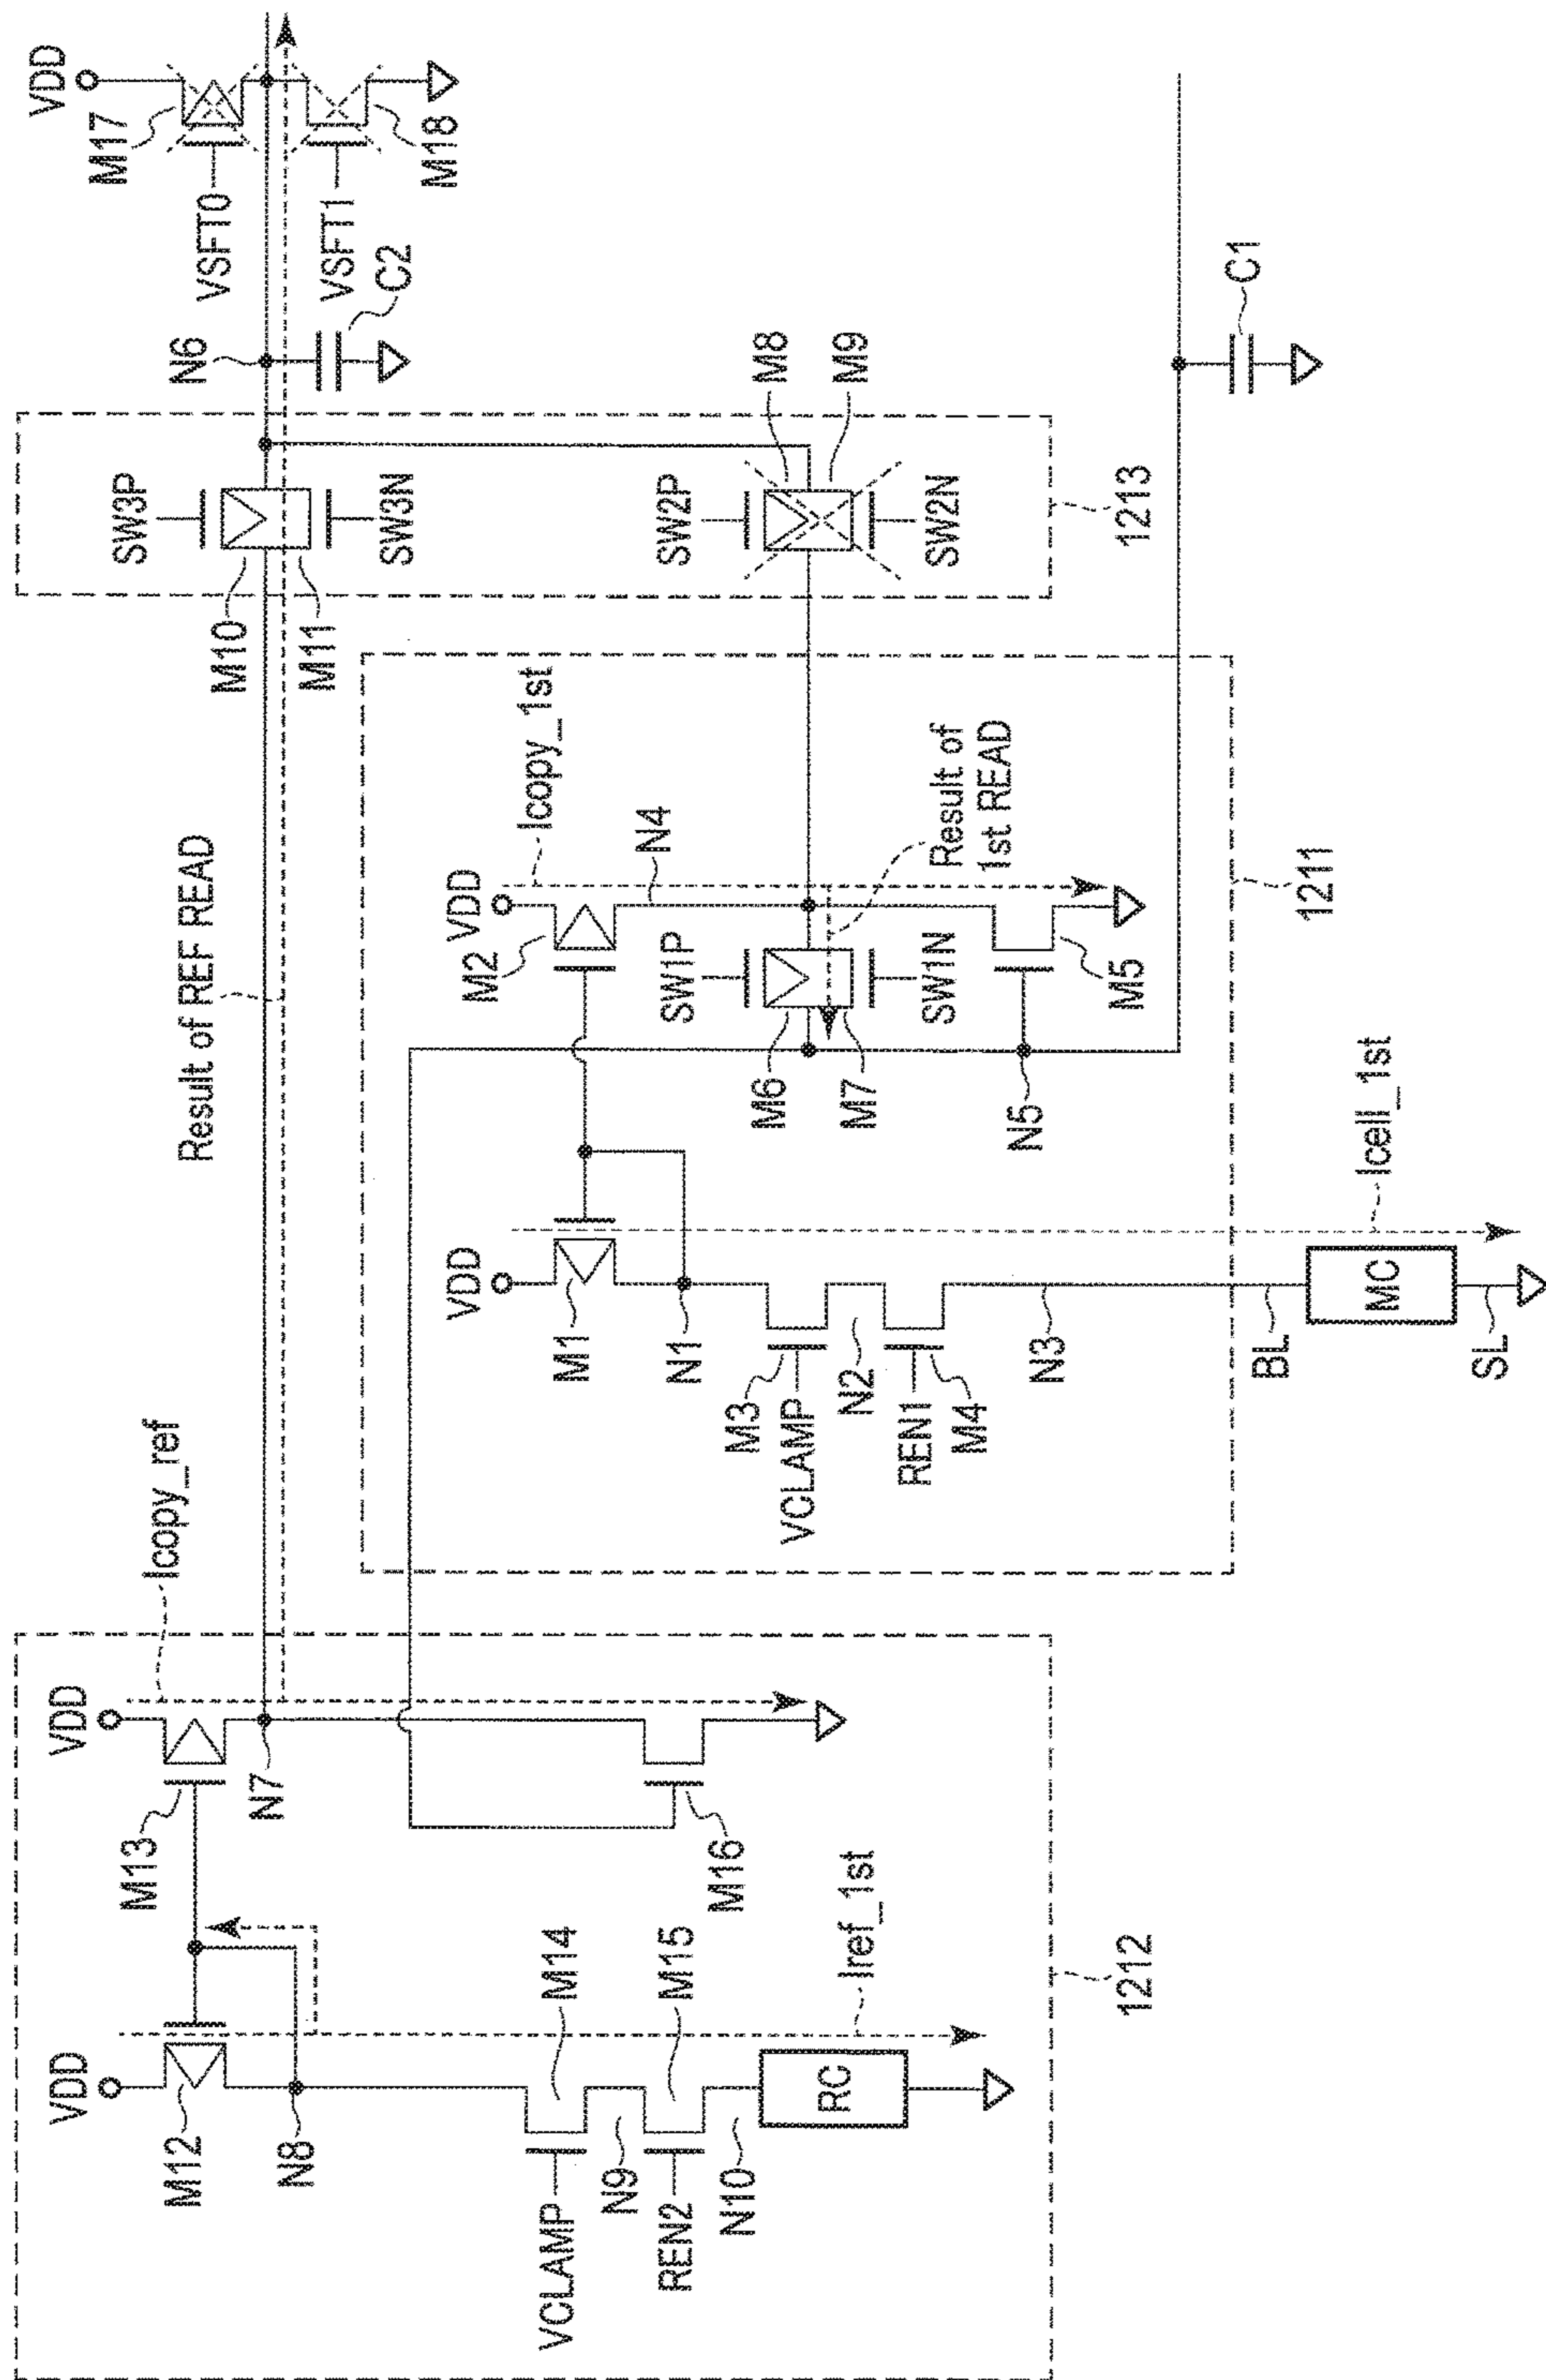 VDD
M12
N8
VCLAMP
M14
N9
REN2
M15
N10
RC
Iref_1st
1212
VDD
Icopy_ref
M13
N7
M16
Result of REF READ
VDD
M1
N1
M3
VCLAMP
N2
REN1
M4
N3
BL
MC
SL
Icell_1st
VDD
M2
Icopy_1st
N4
SW1P
M6
M7
SW1N
Result of
1st READ
N5
M5
1211
SW3P
M10
M11
SW3N
SW2P
M8
M9
SW2N
1213
N6
C2
VDD
M17
VSFT0
VSFT1
M18
C1